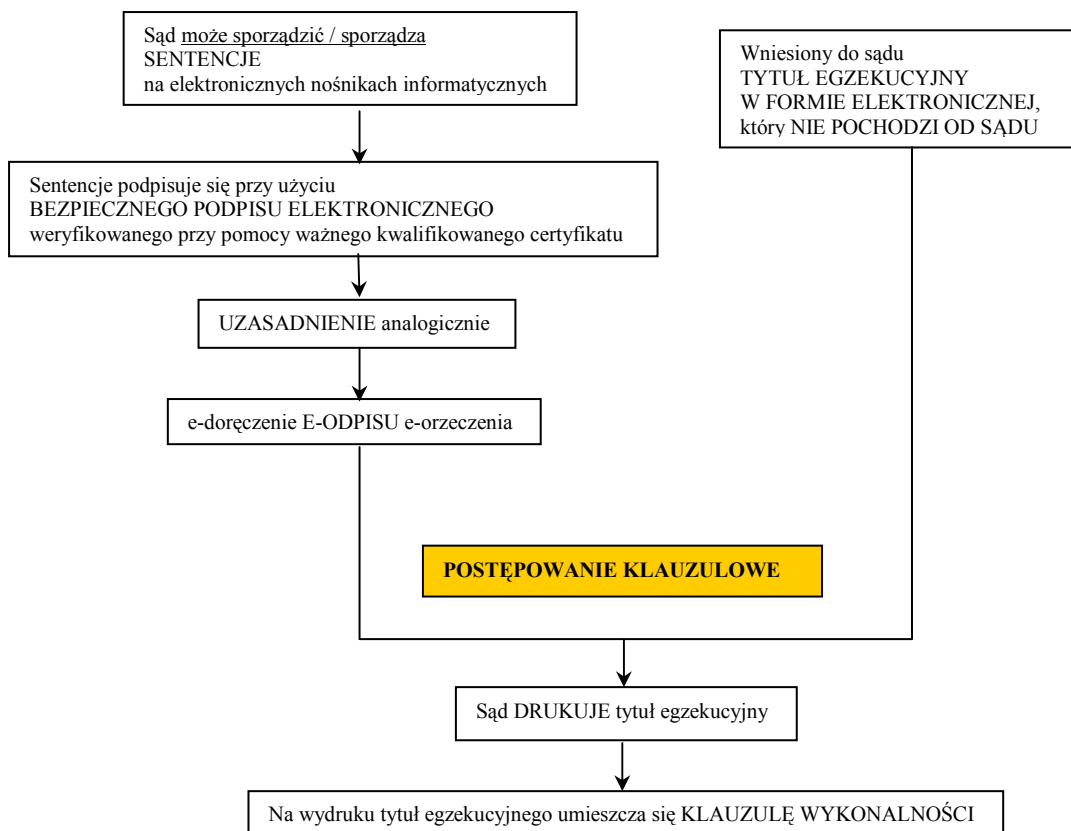 Sąd może sporządzić / sporządza
SENTENCJE
na elektronicznych nośnikach informatycznych
Wniesiony do sądu
TYTUŁ EGZEKUCYJNY
W FORMIE ELEKTRONICZNEJ,
który NIE POCHODZI OD SĄDU
Sentencje podpisuje się przy użyciu
BEZPIECZNEGO PODPISU ELEKTRONICZNEGO
weryfikowanego przy pomocy ważnego kwalifikowanego certyfikatu
UZASADNIENIE analogicznie
e-doręczenie E-ODPISU e-orzeczenia
POSTĘPOWANIE KLAUZULOWE
Sąd DRUKUJE tytuł egzekucyjny
Na wydruku tytuł egzekucyjnego umieszcza się KLAUZULĘ WYKONALNOŚCI